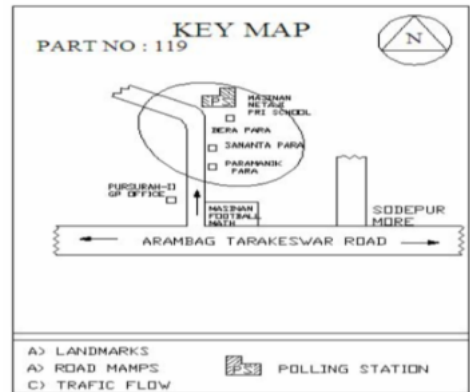 KEY MAP
PART NO : 119
N
PS
MASINAN
NETAJI
PRI SCHOOL
BERA PARA
SAMANTA PARA
PARAMANIK
PARA
PURSURAH-II
GP OFFICE
MASINAN
FOOTBALL
MATH
SODEPUR
MORE
ARAMBAG TARAKESWAR ROAD
A) LANDMARKS
A) ROAD MAMPS
C) TRAFIC FLOW
PS
POLLING STATION